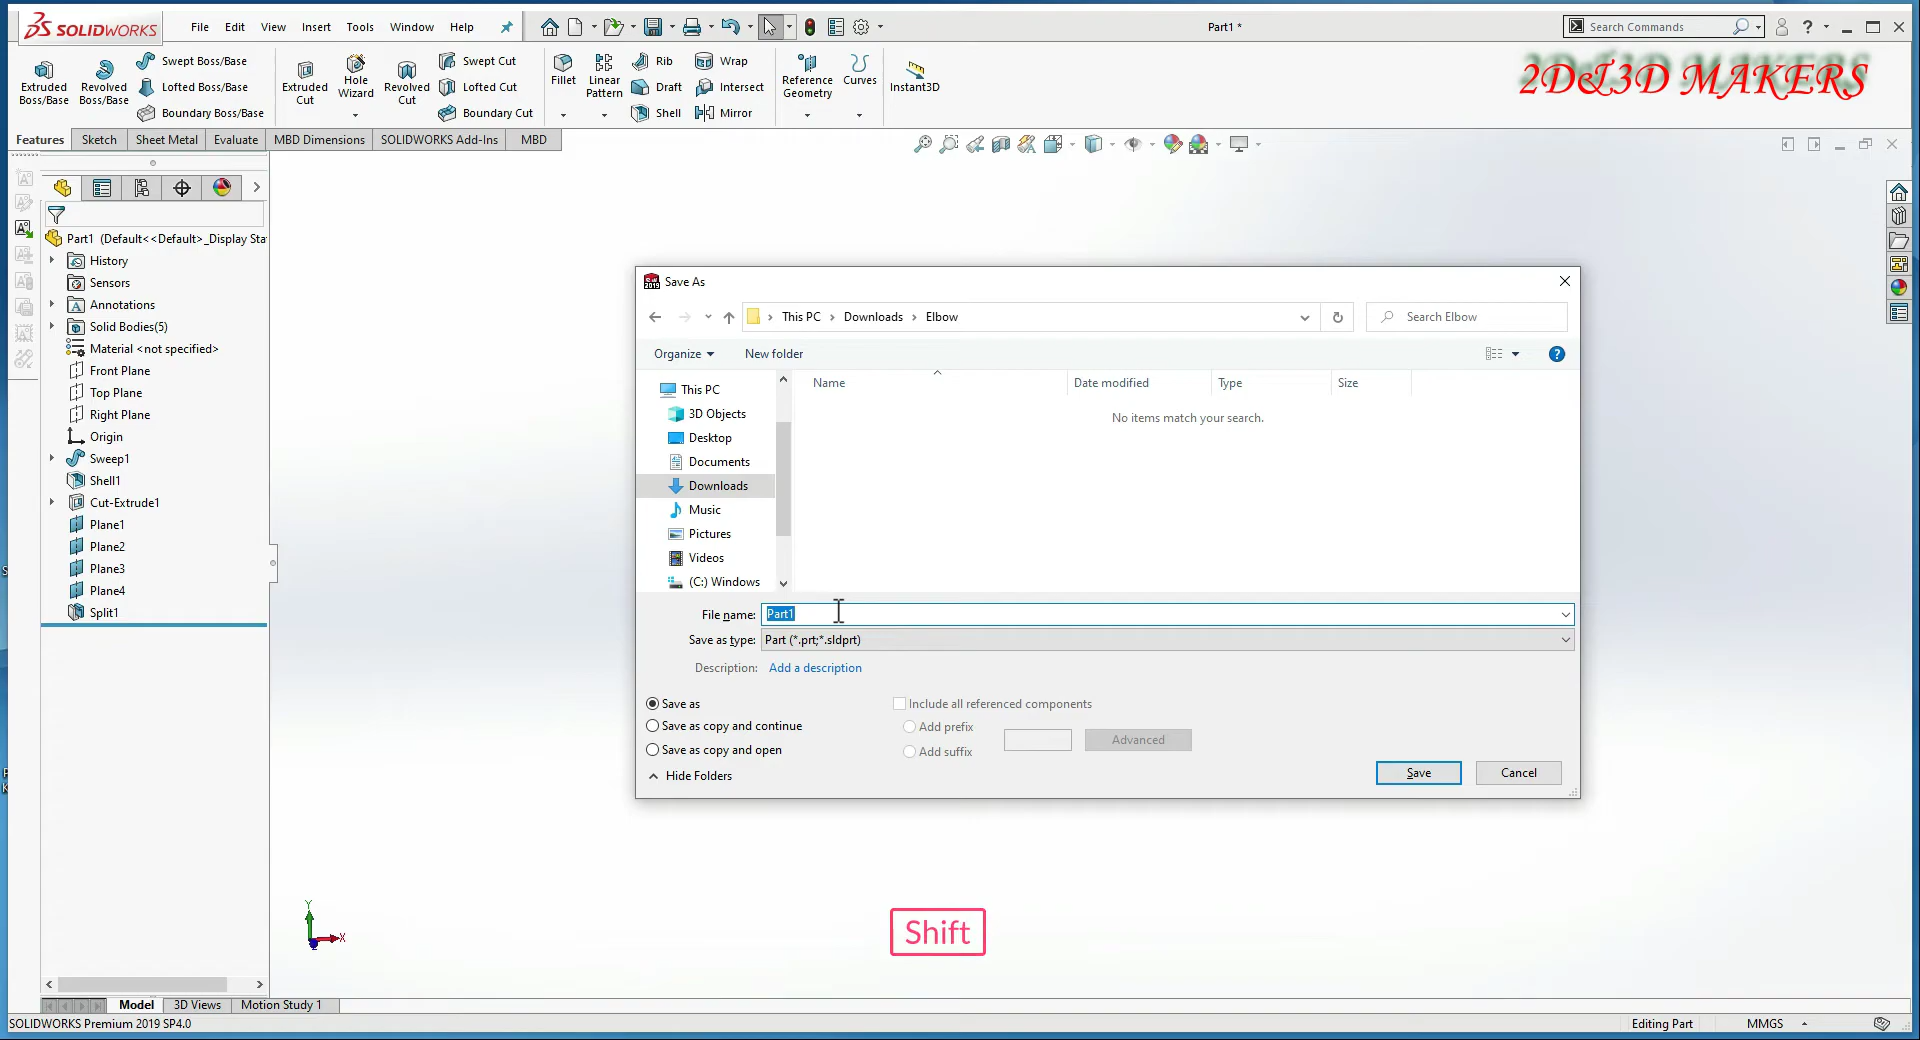 SOLIDWORKS
File
Edit
View
Insert
Tools
Window
Help
Part1 *
Search Commands
?
2D&3D MAKERS
Extruded Boss/Base
Revolved Boss/Base
Swept Boss/Base
Lofted Boss/Base
Boundary Boss/Base
Extruded Cut
Hole Wizard
Revolved Cut
Swept Cut
Lofted Cut
Boundary Cut
Fillet
Linear Pattern
Rib
Draft
Shell
Wrap
Intersect
Mirror
Reference Geometry
Curves
Instant3D
Features
Sketch
Sheet Metal
Evaluate
MBD Dimensions
SOLIDWORKS Add-Ins
MBD
Part1 (Default<<Default>_Display Sta
History
Sensors
Annotations
Solid Bodies(5)
Material <not specified>
Front Plane
Top Plane
Right Plane
Origin
Sweep1
Shell1
Cut-Extrude1
Plane1
Plane2
Plane3
Plane4
Split1
Save As
This PC > Downloads > Elbow
Search Elbow
Organize
New folder
?
This PC
3D Objects
Desktop
Documents
Downloads
Music
Pictures
Videos
(C:) Windows
Name
Date modified
Type
Size
No items match your search.
File name: Part1
Save as type: Part (*.prt;*.sldprt)
Description: Add a description
Save as
Save as copy and continue
Save as copy and open
Include all referenced components
Add prefix
Add suffix
Advanced
Hide Folders
Save
Cancel
Shift
Y
X
Model
3D Views
Motion Study 1
SOLIDWORKS Premium 2019 SP4.0
Editing Part
MMGS